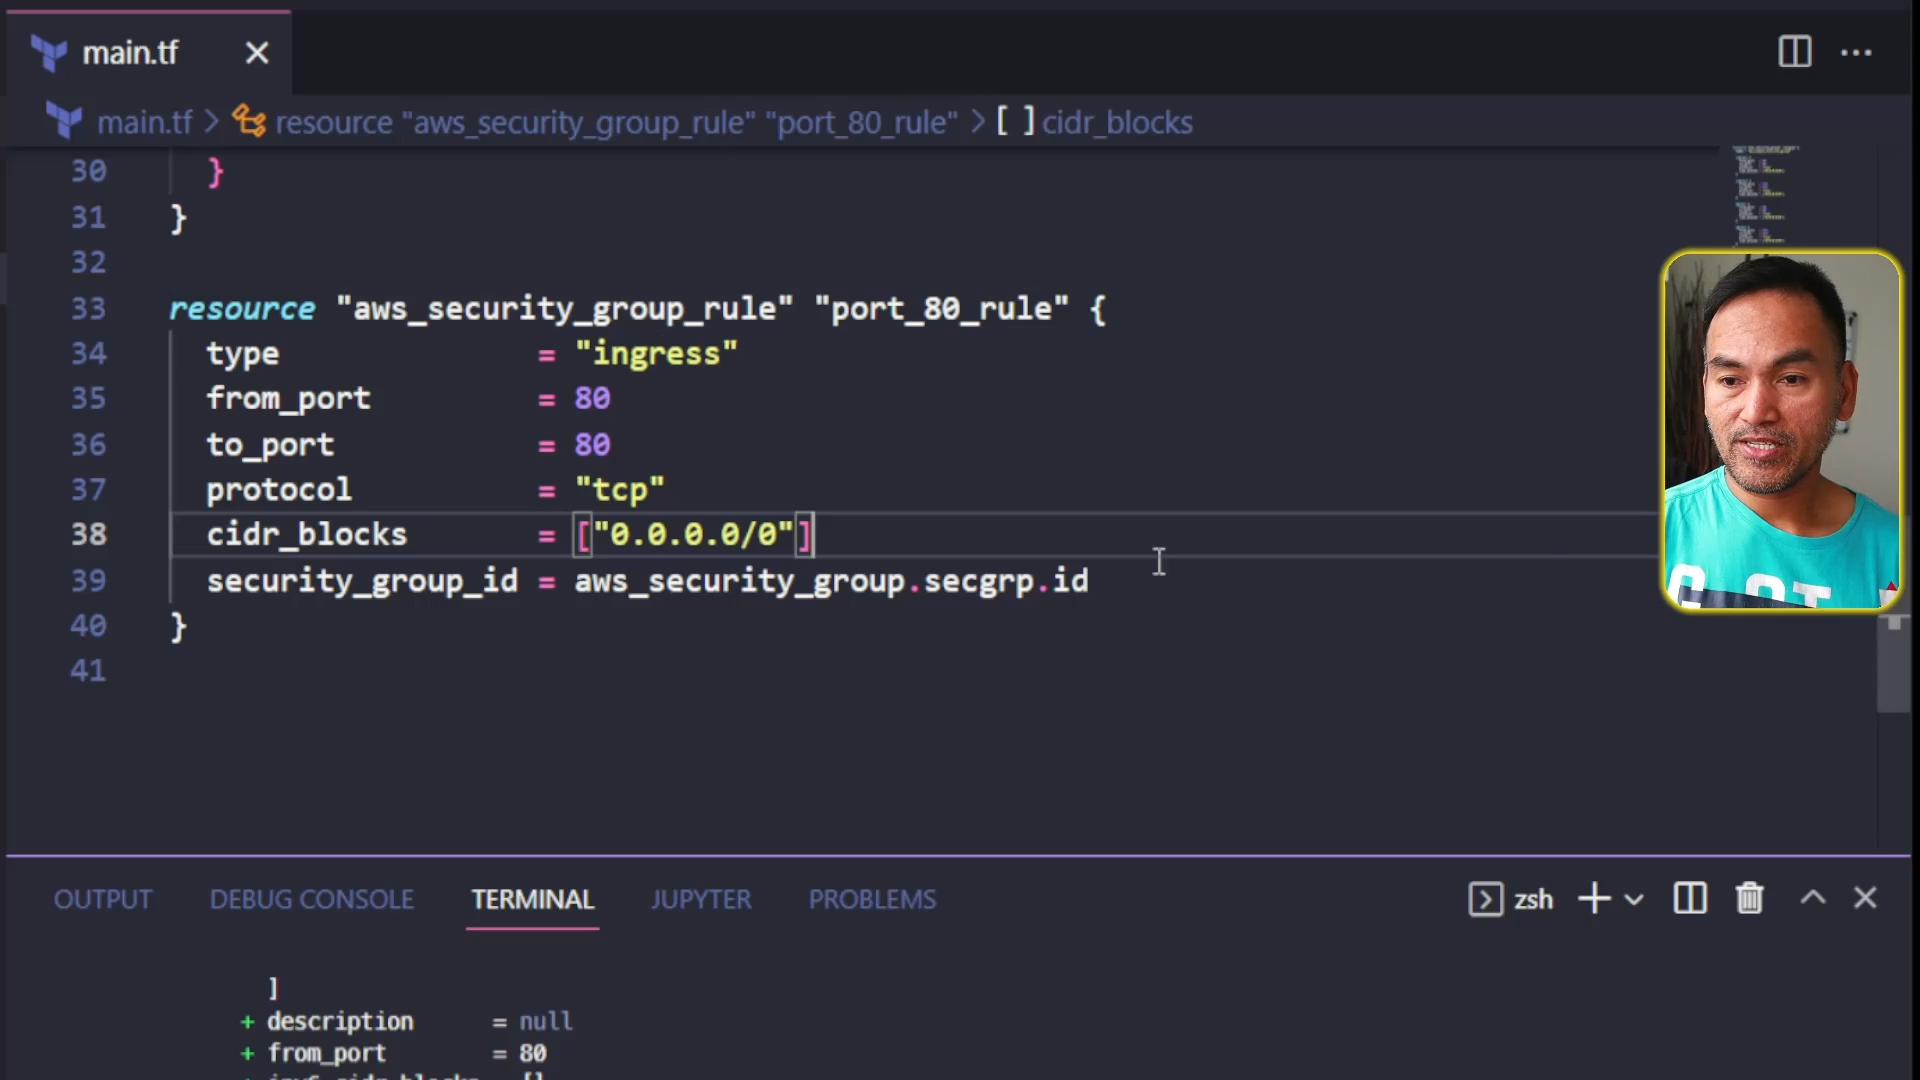 main.tf
main.tf > resource "aws_security_group_rule" "port_80_rule" > [ ] cidr_blocks
30 }
31 }
32
33 resource "aws_security_group_rule" "port_80_rule" {
34 type = "ingress"
35 from_port = 80
36 to_port = 80
37 protocol = "tcp"
38 cidr_blocks = ["0.0.0.0/0"]
39 security_group_id = aws_security_group.secgrp.id
40 }
41
OUTPUT DEBUG CONSOLE TERMINAL JUPYTER PROBLEMS zsh
]
+ description = null
+ from_port = 80